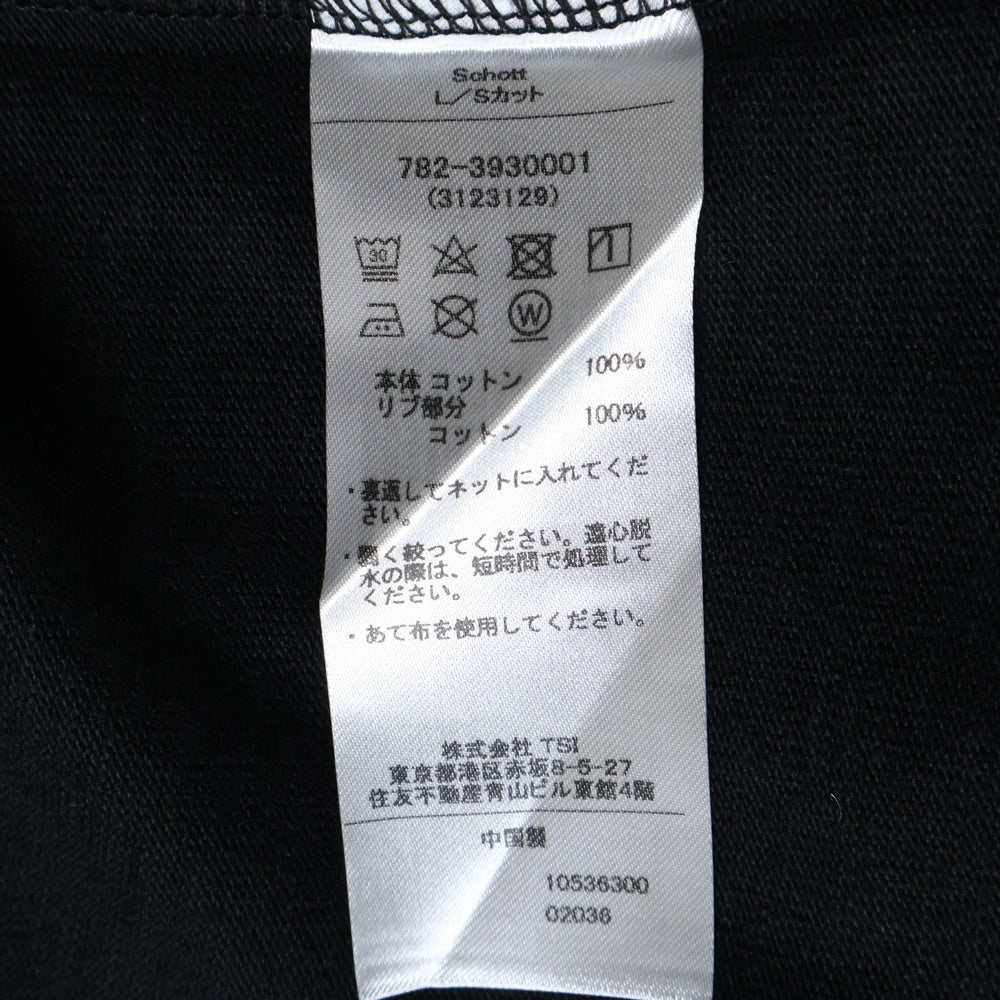 Schott
L/Sカット
782-3930001
(3123129)
30
W
本体 コットン 100%
リブ部分
コットン 100%
・裏返してネットに入れてくだ
さい。
・弱く絞ってください。遠心脱
水の際は、短時間で処理して
ください。
・あて布を使用してください。
株式会社 TSI
東京都港区赤坂8-5-27
住友不動産青山ビル東館4階
中国製
10536300
02036